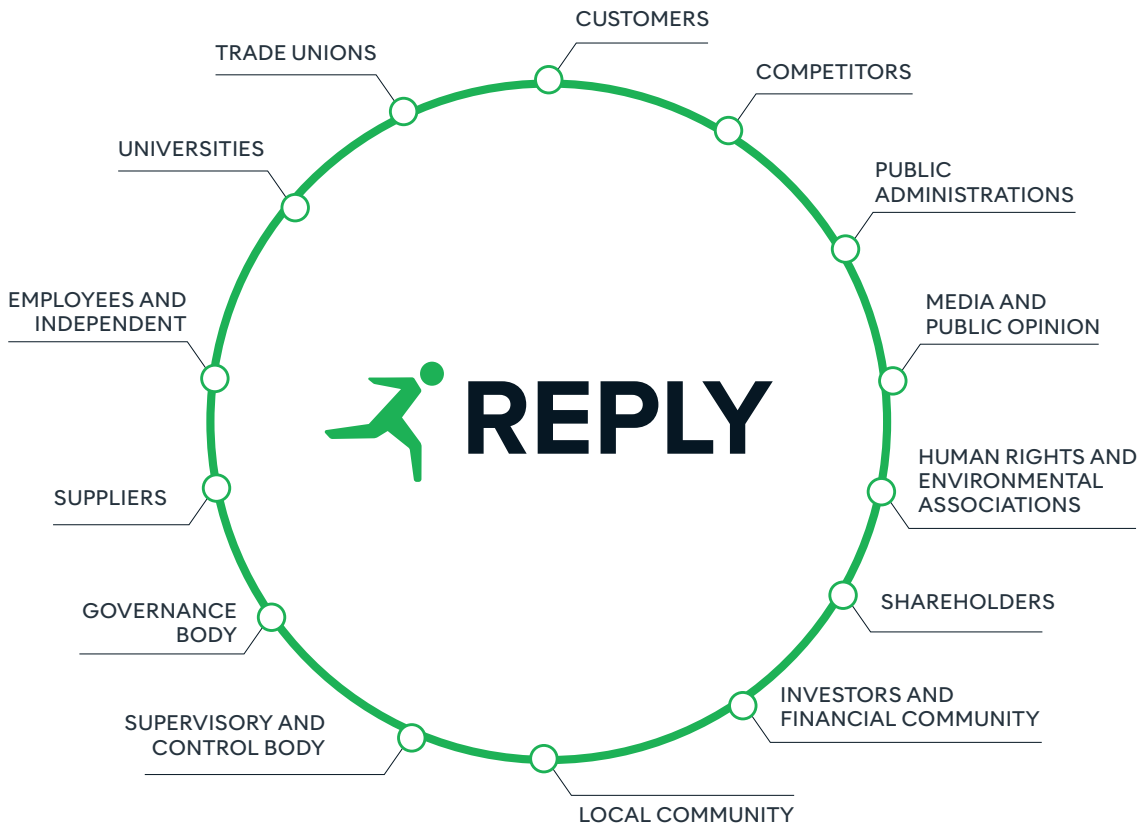 CUSTOMERS
TRADE UNIONS
COMPETITORS
UNIVERSITIES
PUBLIC
ADMINISTRATIONS
EMPLOYEES AND
INDEPENDENT
MEDIA AND
PUBLIC OPINION
REPLY
HUMAN RIGHTS AND
ENVIRONMENTAL
ASSOCIATIONS
SUPPLIERS
SHAREHOLDERS
GOVERNANCE
BODY
INVESTORS AND
FINANCIAL COMMUNITY
SUPERVISORY AND
CONTROL BODY
LOCAL COMMUNITY